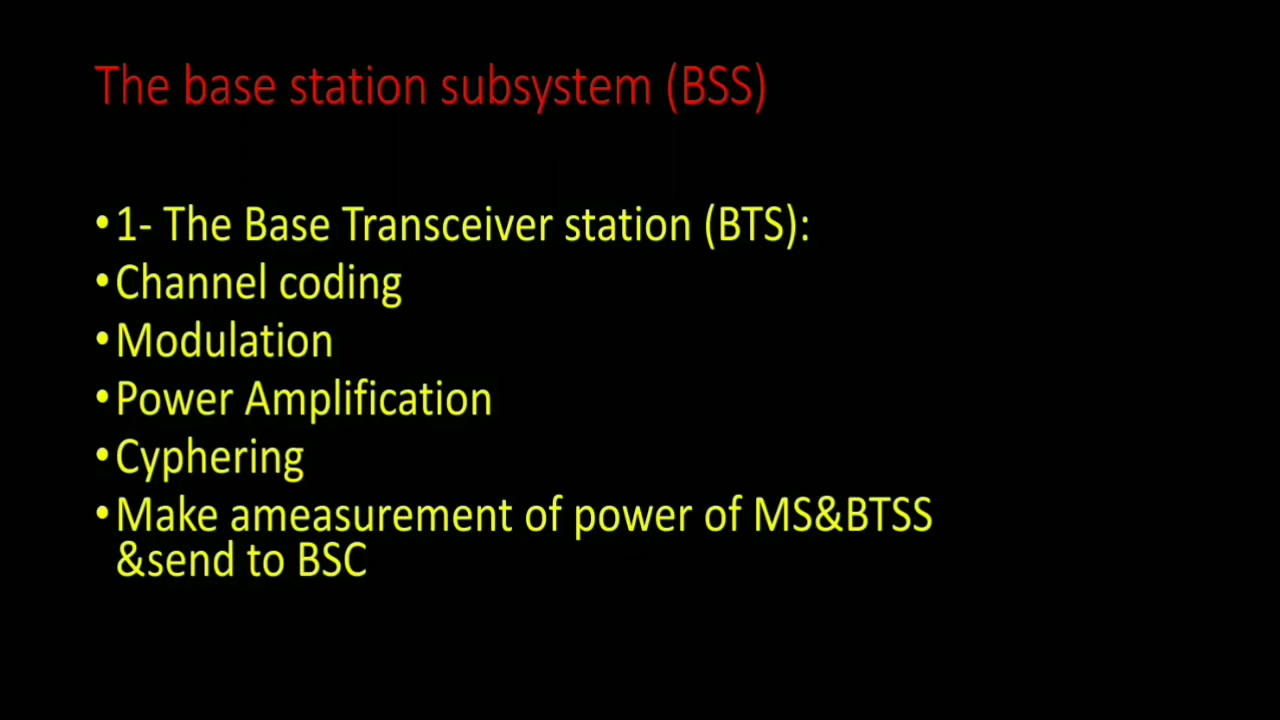 The base station subsystem (BSS)
•1- The Base Transceiver station (BTS):
•Channel coding
•Modulation
•Power Amplification
•Cyphering
•Make ameasurement of power of MS&BTSS
&send to BSC